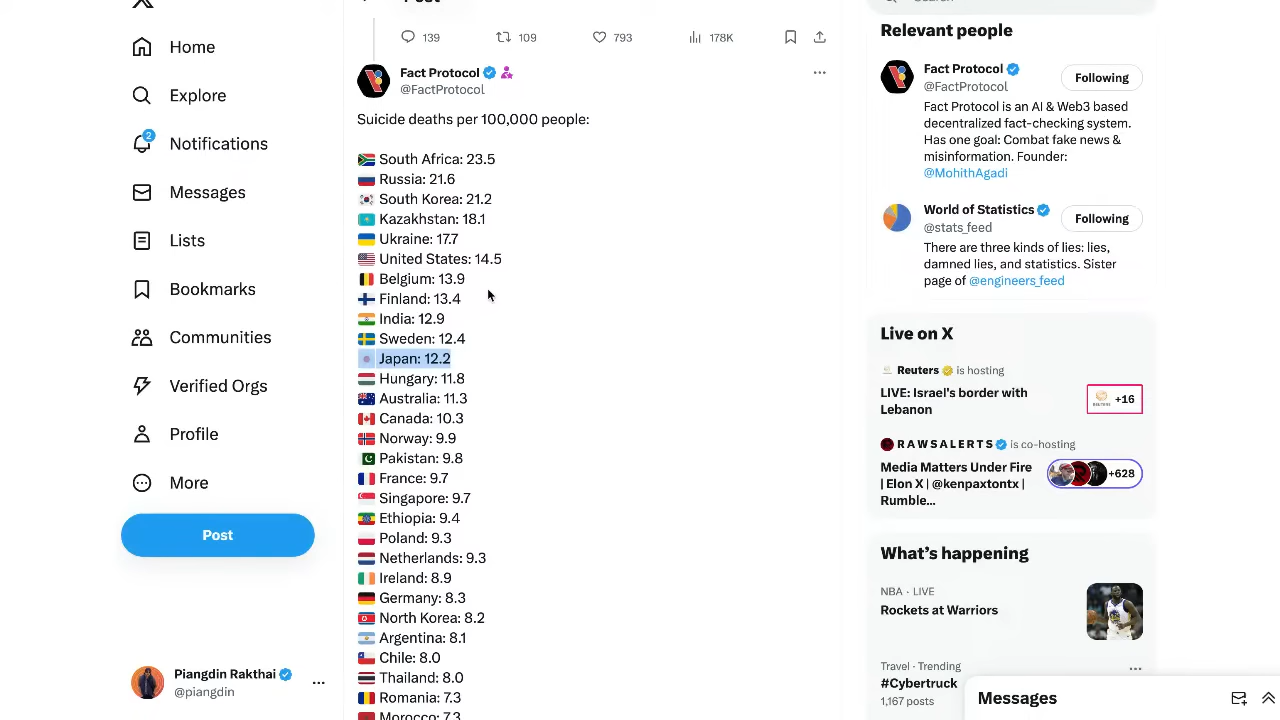 Post
Search
Home
Explore
2
Notifications
Messages
Lists
Bookmarks
Communities
Verified Orgs
Profile
More
Post
Piangdin Rakthai
@piangdin
139 109 793 178K
Fact Protocol
@FactProtocol
Suicide deaths per 100,000 people:
South Africa: 23.5
Russia: 21.6
South Korea: 21.2
Kazakhstan: 18.1
Ukraine: 17.7
United States: 14.5
Belgium: 13.9
Finland: 13.4
India: 12.9
Sweden: 12.4
Japan: 12.2
Hungary: 11.8
Australia: 11.3
Canada: 10.3
Norway: 9.9
Pakistan: 9.8
France: 9.7
Singapore: 9.7
Ethiopia: 9.4
Poland: 9.3
Netherlands: 9.3
Ireland: 8.9
Germany: 8.3
North Korea: 8.2
Argentina: 8.1
Chile: 8.0
Thailand: 8.0
Romania: 7.3
Morocco: 7.3
Relevant people
Fact Protocol
@FactProtocol
Following
Fact Protocol is an AI & Web3 based
decentralized fact-checking system.
Has one goal: Combat fake news &
misinformation. Founder:
@MohithAgadi
World of Statistics
@stats_feed
Following
There are three kinds of lies: lies,
damned lies, and statistics. Sister
page of @engineers_feed
Live on X
Reuters is hosting
LIVE: Israel's border with
Lebanon
+16
R A W S A L E R T S is co-hosting
Media Matters Under Fire
| Elon X | @kenpaxtontx |
Rumble...
+628
What's happening
NBA · LIVE
Rockets at Warriors
Travel · Trending
#Cybertruck
1,167 posts
Messages